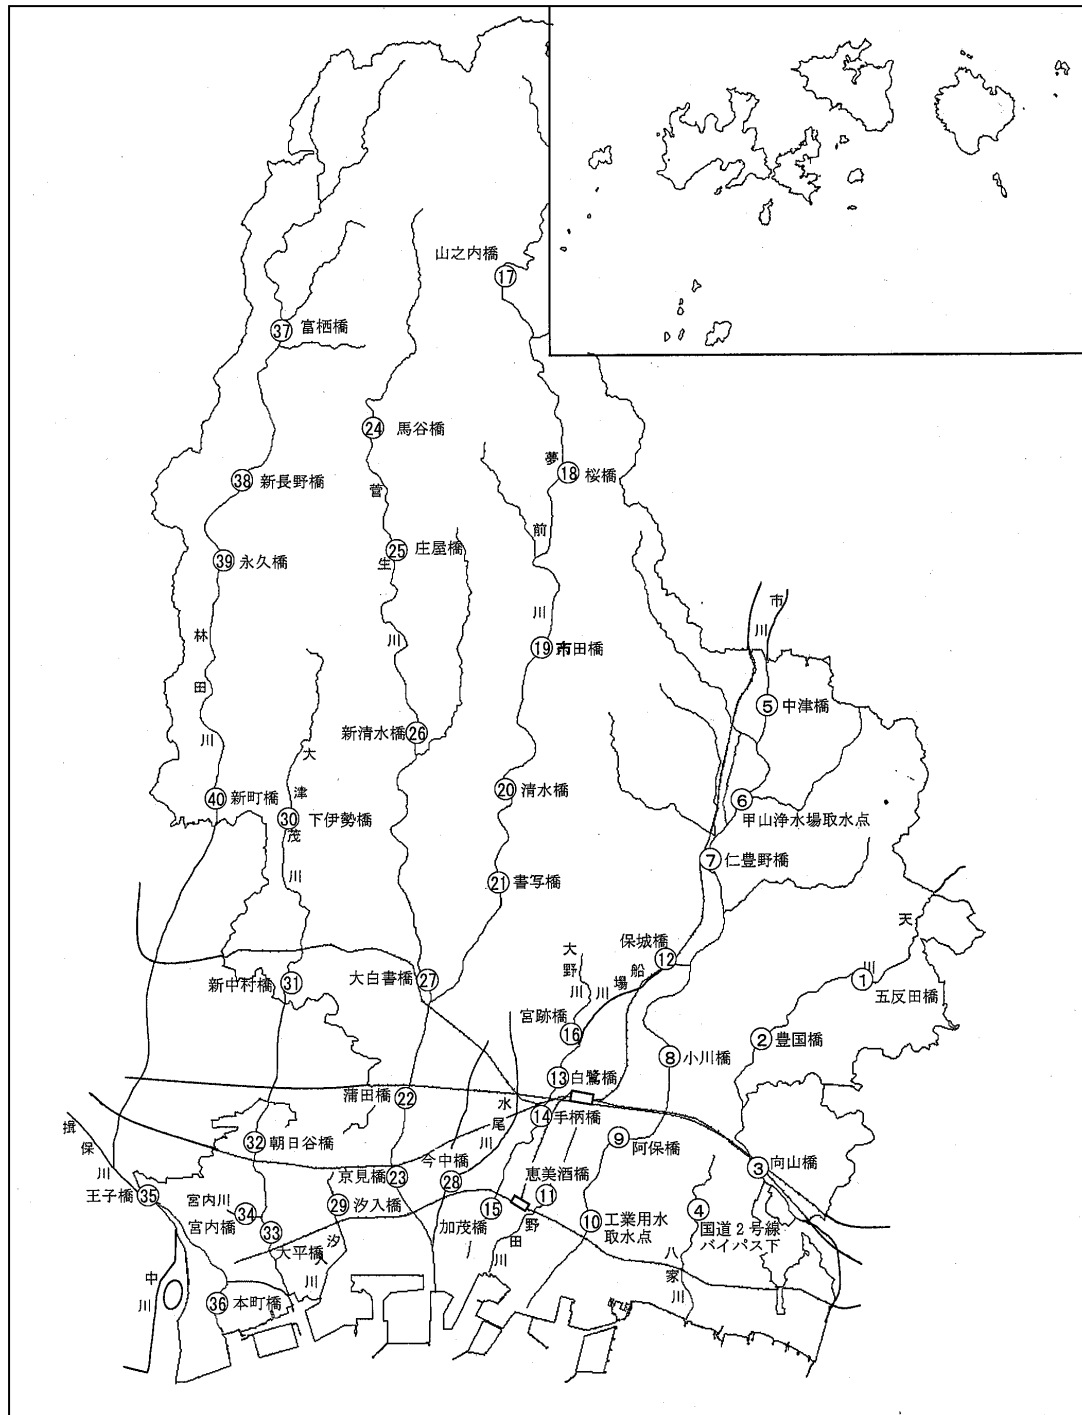 山之内橋
⑰
㊲ 富栖橋
㉔ 馬谷橋
夢前川
⑱ 桜橋
㊳ 新長野橋
菅生川
㉕ 庄屋橋
㊴ 永久橋
市川
林田川
⑲ 市田橋
⑤ 中津橋
新清水橋 ㉖
大津茂川
⑳ 清水橋
㊵ 新町橋
㉚ 下伊勢橋
⑥
甲山浄水場取水点
⑦ 仁豊野橋
㉑ 書写橋
天川
保城橋
⑫
大野川
船場川
新中村橋 ㉛
大白書橋 ㉗
①
五反田橋
宮跡橋
⑯
② 豊国橋
⑧ 小川橋
⑬ 白鷺橋
蒲田橋
㉒
水尾川
⑭ 手柄橋
揖保川
㉜ 朝日谷橋
⑨
阿保橋
今中橋
京見橋 ㉓
㉘
恵美酒橋
⑪
③ 向山橋
王子橋 ㉟
宮内川
宮内橋 ㉞
㉝
大平橋
㉙ 汐入橋
汐入川
⑮
加茂橋
野田川
⑩ 工業用水
取水点
④
国道2号線
バイパス下
八家川
中川
㊱ 本町橋